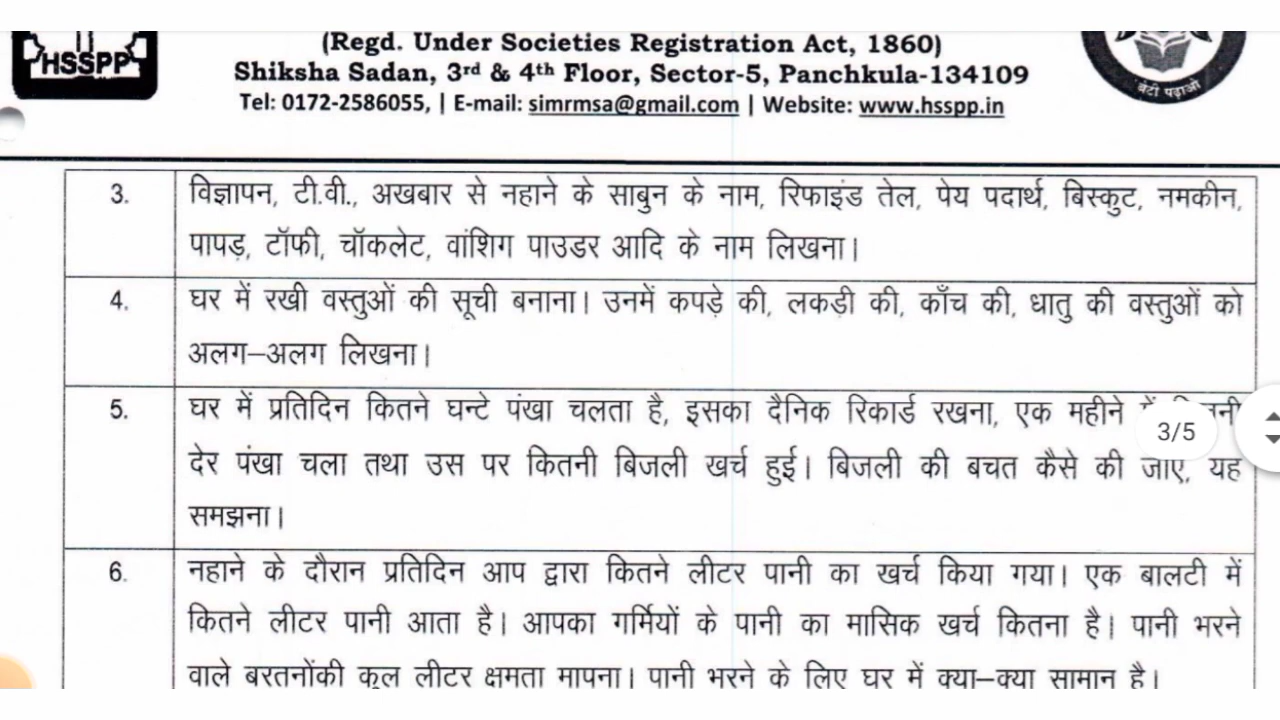 HSSPP
(Regd. Under Societies Registration Act, 1860)
Shiksha Sadan, 3rd & 4th Floor, Sector-5, Panchkula-134109
Tel: 0172-2586055, | E-mail: simrmsa@gmail.com | Website: www.hsspp.in
बेटी पढ़ाओ
3. विज्ञापन, टी.वी., अखबार से नहाने के साबुन के नाम, रिफाइंड तेल, पेय पदार्थ, बिस्कुट, नमकीन,
पापड़, टॉफी, चॉकलेट, वांशिग पाउडर आदि के नाम लिखना।
4. घर में रखी वस्तुओं की सूची बनाना। उनमें कपड़े की, लकड़ी की, काँच की, धातु की वस्तुओं को
अलग–अलग लिखना।
5. घर में प्रतिदिन कितने घन्टे पंखा चलता है, इसका दैनिक रिकार्ड रखना, एक महीने
3/5
देर पंखा चला तथा उस पर कितनी बिजली खर्च हुई। बिजली की बचत कैसे की जाए, यह
समझना।
6. नहाने के दौरान प्रतिदिन आप द्वारा कितने लीटर पानी का खर्च किया गया। एक बालटी में
कितने लीटर पानी आता है। आपका गर्मियों के पानी का मासिक खर्च कितना है। पानी भरने
वाले बरतनोंकी कुल लीटर क्षमता मापना। पानी भरने के लिए घर में क्या–क्या सामान है।